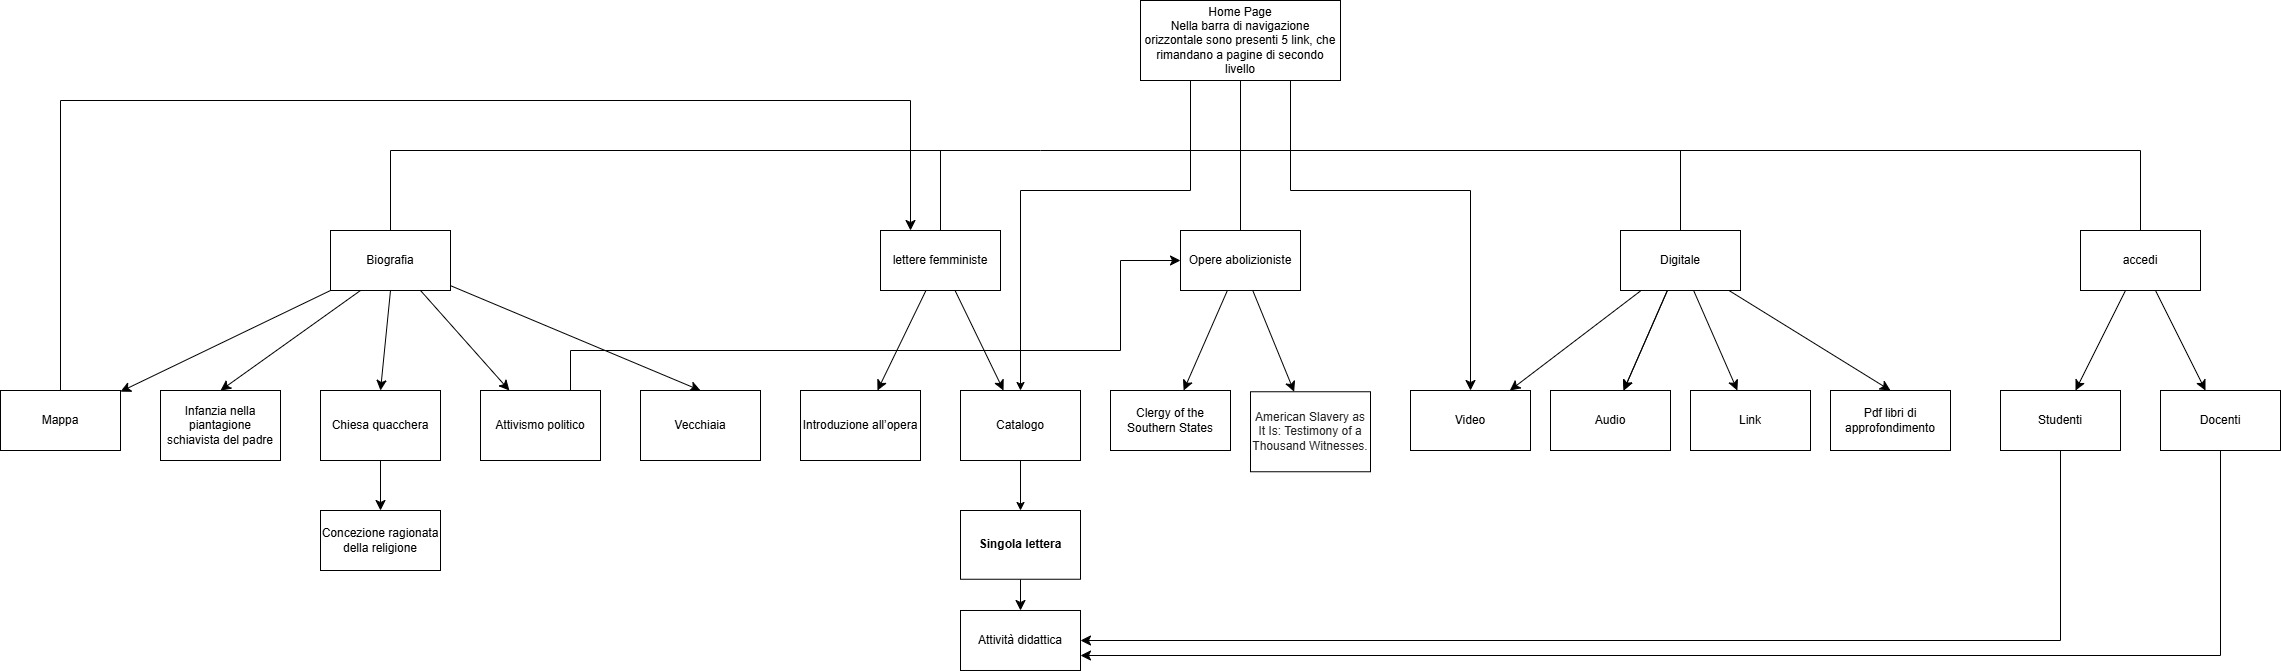 Home Page
Nella barra di navigazione
orizzontale sono presenti 5 link, che
rimandano a pagine di secondo
livello
Biografia
lettere femministe
Opere abolizioniste
Digitale
accedi
Mappa
Infanzia nella
piantagione
schiavista del padre
Chiesa quacchera
Attivismo politico
Vecchiaia
Introduzione all'opera
Catalogo
Clergy of the
Southern States
American Slavery as
It Is: Testimony of a
Thousand Witnesses.
Video
Audio
Link
Pdf libri di
approfondimento
Studenti
Docenti
Concezione ragionata
della religione
Singola lettera
Attività didattica